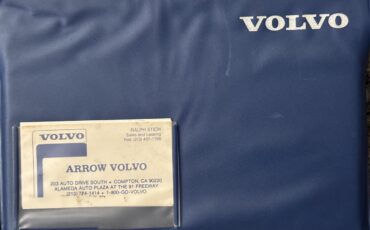 VOLVO
RALPH STICH
Sales and Leasing
VOLVO
ARROW VOLVO
203 AUTO DRIVE SOUTH • COMPTON, CA 90220
ALAMEDA AUTO PLAZA AT THE 91 FREEWAY
1-800-GO-VOLVO